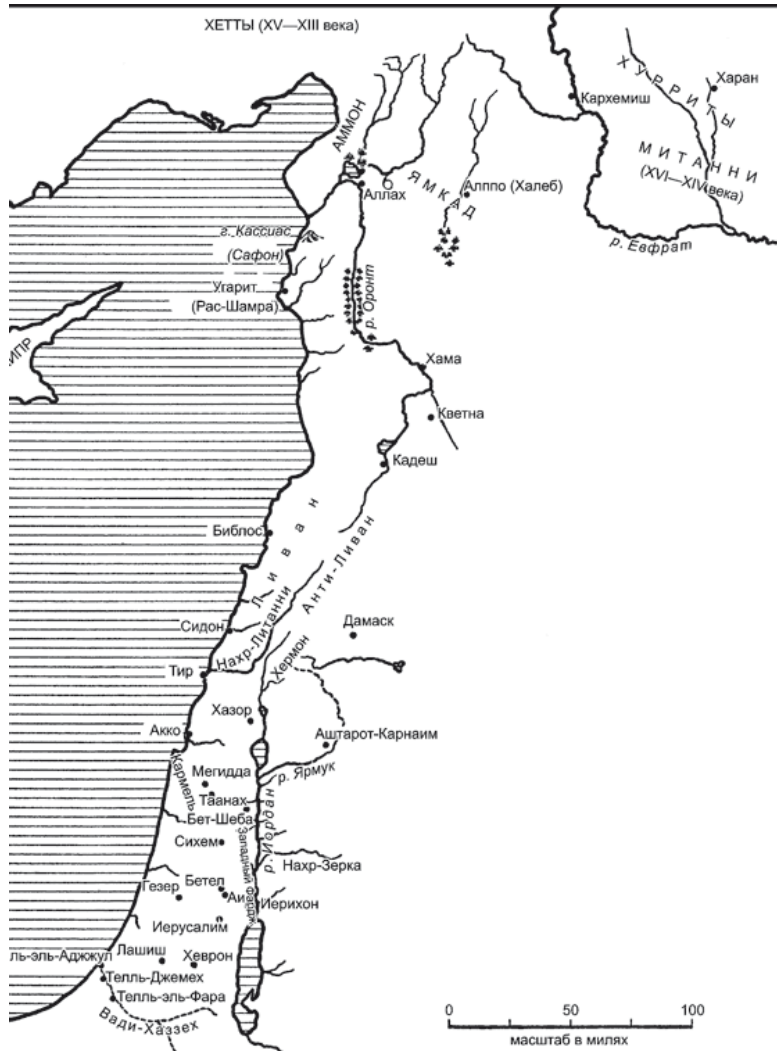 ХЕТТЫ (XV—XIII века)
ХУРРИТЫ
Харан
Кархемиш
АММОН
МИТАННИ
(XVI—XIV века)
ЯМКАД
Аллах
Алппо (Халеб)
г. Кассиас
(Сафон)
р. Евфрат
Угарит
(Рас-Шамра)
р. Оронт
ИПР
Хама
Кветна
Кадеш
Библос
Ливан
Анти-Ливан
Сидон
Нахр-Литанни
Дамаск
Тир
Хермон
Хазор
Акко
Аштарот-Карнаим
Кармель
Мегидда
р. Ярмук
Таанах
Бет-Шеба
р. Иордан
Сихем
Западный Фардж
Нахр-Зерка
Бетел
Гезер
Аи
Иерихон
Иерусалим
ль-эль-Аджжул
Лашиш
Хеврон
Телль-Джемех
Телль-эль-Фара
Вади-Хаззех
0 50 100
масштаб в милях